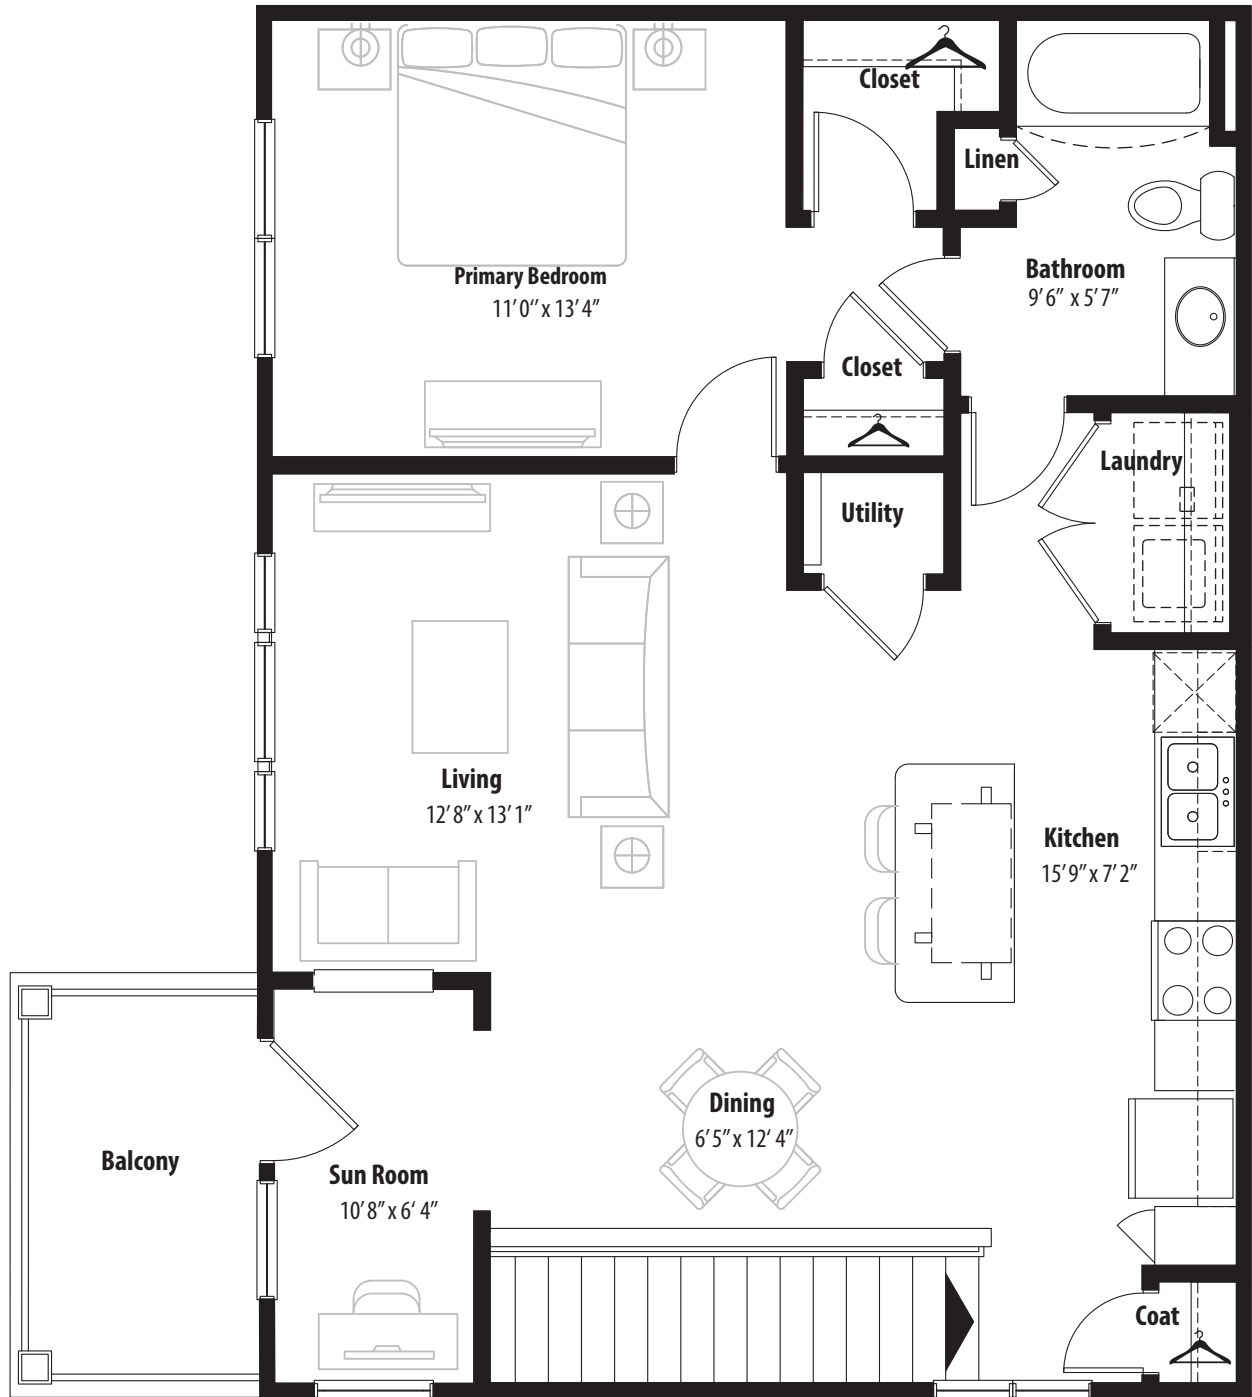 Closet
Linen
Primary Bedroom
11'0" x 13'4"
Bathroom
9'6" x 5'7"
Closet
Laundry
Utility
Living
12'8" x 13'1"
Kitchen
15'9" x 7'2"
Dining
6'5" x 12'4"
Balcony
Sun Room
10'8" x 6'4"
Coat